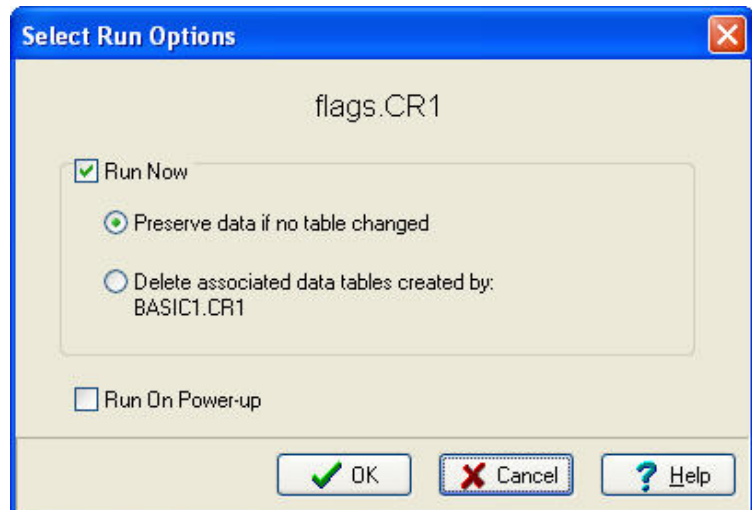 Select Run Options
flags.CR1
Run Now
Preserve data if no table changed
Delete associated data tables created by:
BASIC1.CR1
Run On Power-up
OK Cancel Help